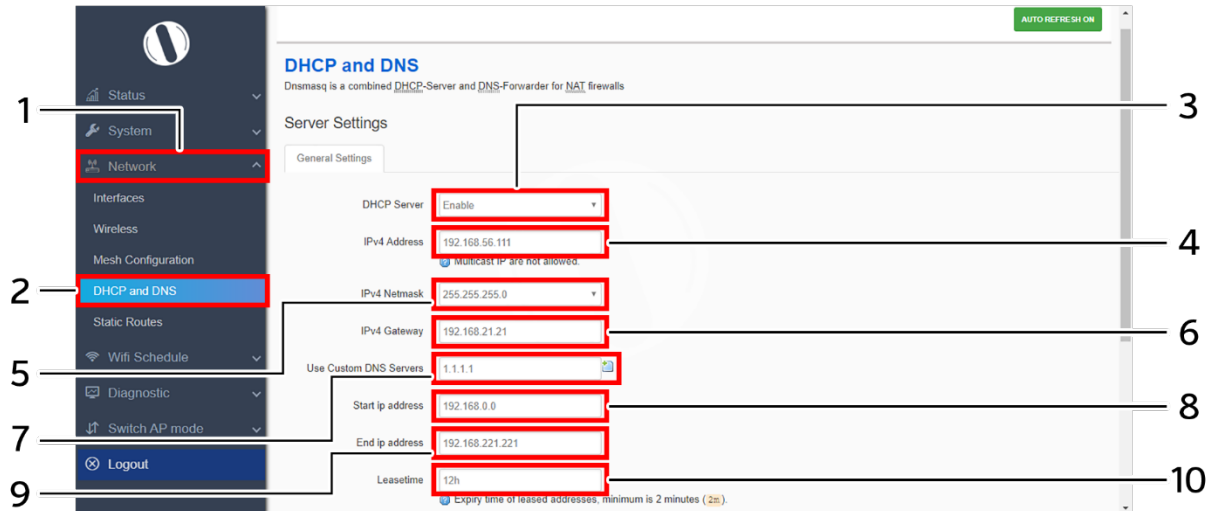 AUTO REFRESH ON
DHCP and DNS
Dnsmasq is a combined DHCP-Server and DNS-Forwarder for NAT firewalls
Server Settings
General Settings
Status
System
Network
Interfaces
Wireless
Mesh Configuration
DHCP and DNS
Static Routes
Wifi Schedule
Diagnostic
Switch AP mode
Logout
DHCP Server Enable
IPv4 Address 192.168.56.111
Multicast IP are not allowed.
IPv4 Netmask 255.255.255.0
IPv4 Gateway 192.168.21.21
Use Custom DNS Servers 1.1.1.1
Start ip address 192.168.0.0
End ip address 192.168.221.221
Leasetime 12h
Expiry time of leased addresses, minimum is 2 minutes (2m).
1
2
5
7
9
3
4
6
8
10